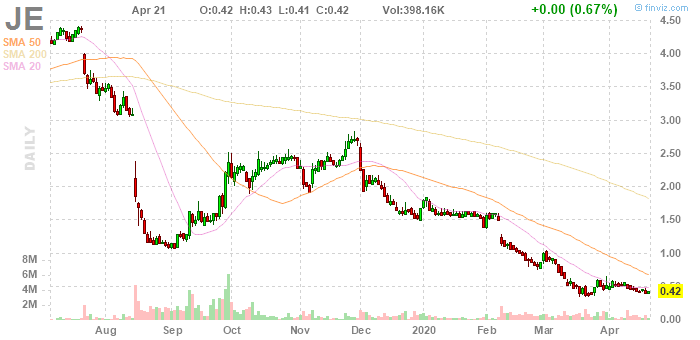 JE Apr 21 O:0.42 H:0.43 L:0.41 C:0.42 Vol:398.16K +0.00 (0.67%)
© finviz.com
SMA 50
SMA 200
SMA 20
DAILY
4.50
4.00
3.50
3.00
2.50
2.00
1.50
1.00
0.50
0.42
0.00
8M
6M
4M
2M
Aug Sep Oct Nov Dec 2020 Feb Mar Apr